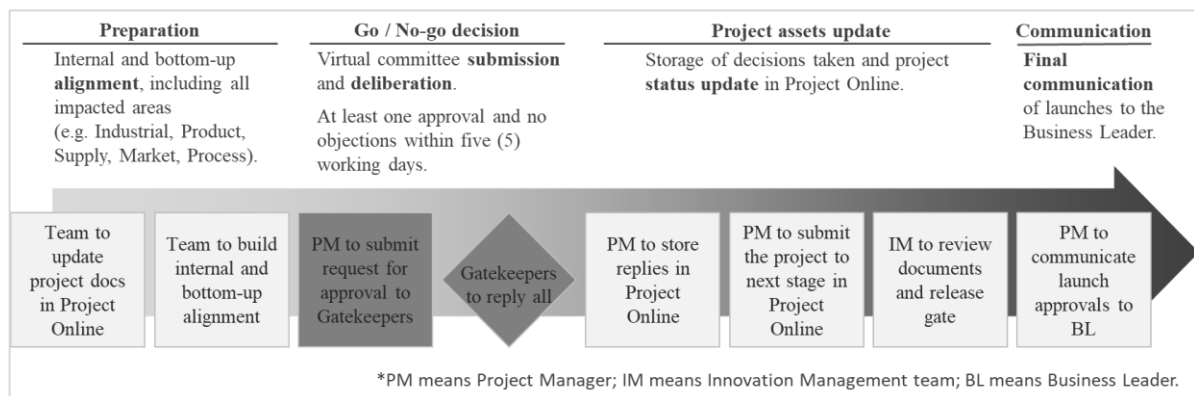 Preparation
Internal and bottom-up
alignment, including all
impacted areas
(e.g. Industrial, Product,
Supply, Market, Process).
Go / No-go decision
Virtual committee submission
and deliberation.
At least one approval and no
objections within five (5)
working days.
Project assets update
Storage of decisions taken and project
status update in Project Online.
Communication
Final
communication
of launches to the
Business Leader.
Team to
update
project docs
in Project
Online
Team to build
internal and
bottom-up
alignment
PM to submit
request for
approval to
Gatekeepers
Gatekeepers
to reply all
PM to store
replies in
Project
Online
PM to submit
the project to
next stage in
Project
Online
IM to review
documents
and release
gate
PM to
communicate
launch
approvals to
BL
*PM means Project Manager; IM means Innovation Management team; BL means Business Leader.